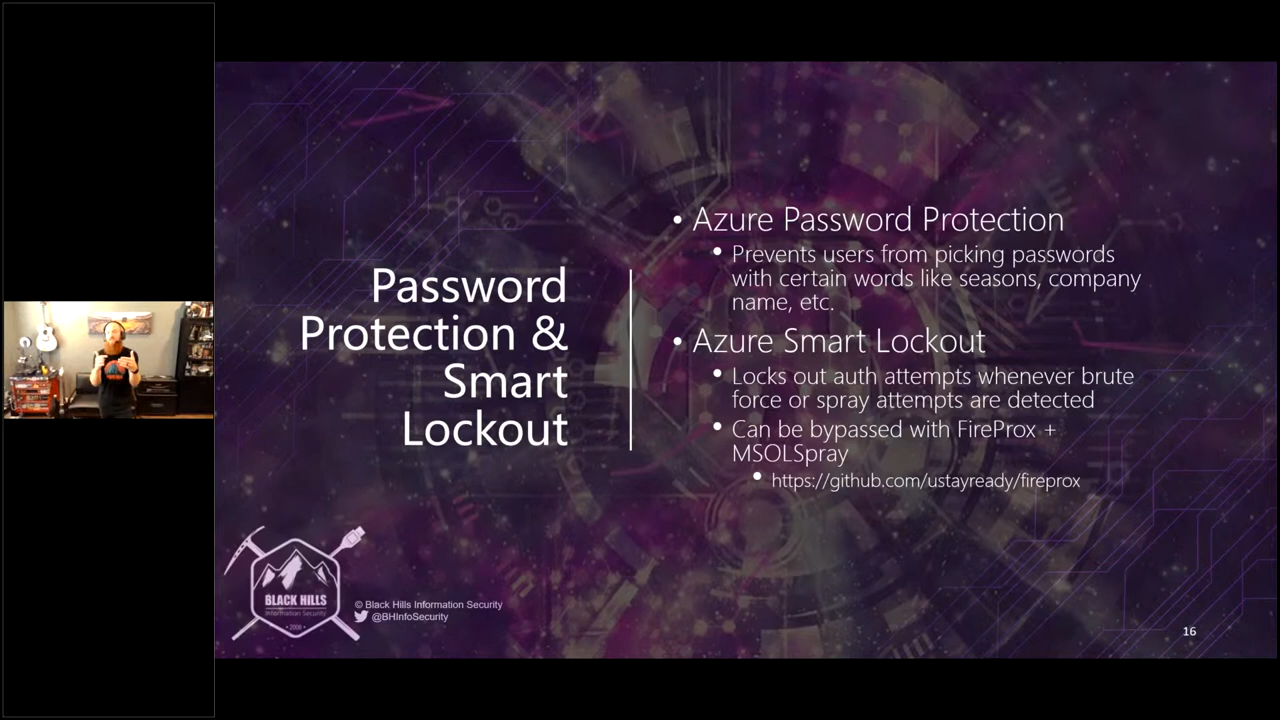 Password
Protection &
Smart
Lockout
• Azure Password Protection
• Prevents users from picking passwords
with certain words like seasons, company
name, etc.
• Azure Smart Lockout
• Locks out auth attempts whenever brute
force or spray attempts are detected
• Can be bypassed with FireProx +
MSOLSpray
• https://github.com/ustayready/fireprox
BLACK HILLS
Information Security
• 2008 •
© Black Hills Information Security
@BHInfoSecurity
16